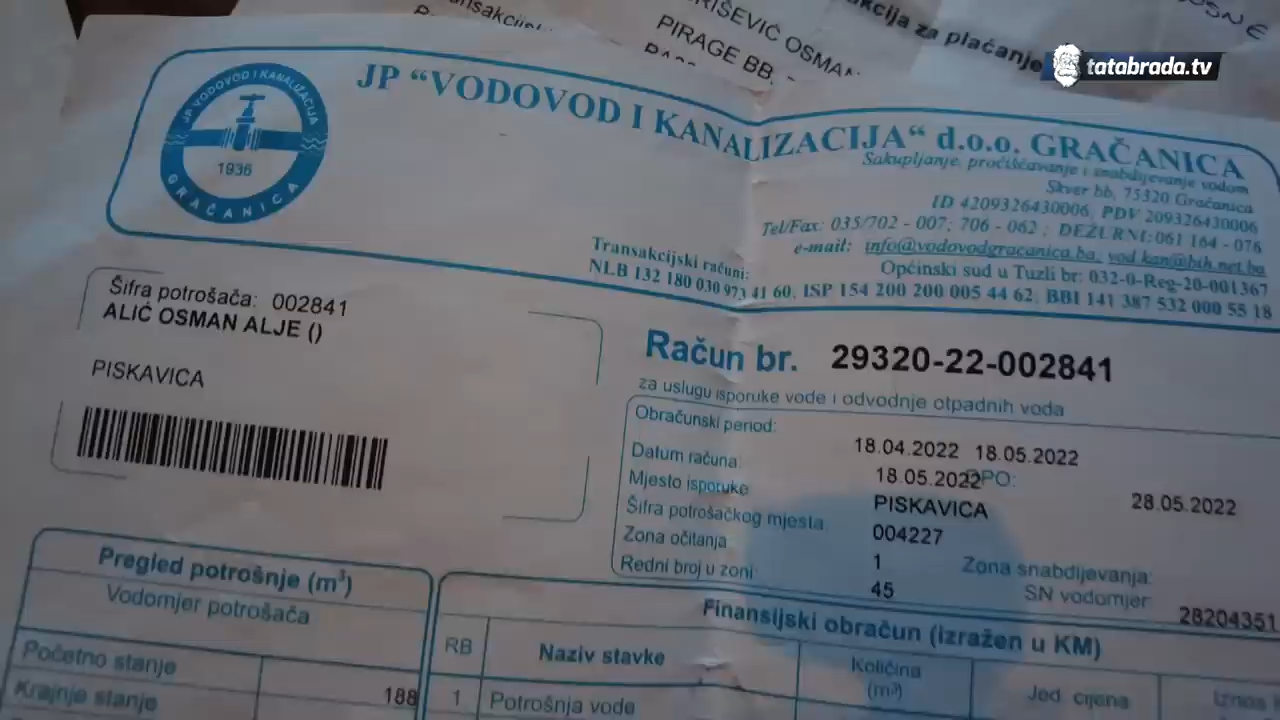 PIRAGE BB
kcija za plaćanje
tatabrada.tv
JP VODOVOD I KANALIZACIJA
1936
GRAČANICA
JP “VODOVOD I KANALIZACIJA“ d.o.o. GRAČANICA
Sakupljanje, pročišćavanje i snabdijevanje vodom
Skver bb, 75320 Gračanica
ID 4209326430006, PDV 209326430006
Tel/Fax: 035/702 - 007; 706 - 062 ; DEŽURNI: 061 164 - 076
e-mail: info@vodovodgracanica.ba, vod.kan@bih.net.ba
Općinski sud u Tuzli br: 032-0-Reg-20-001367
Transakcijski računi:
NLB 132 180 030 973 41 60, ISP 154 200 200 005 44 62, BBI 141 387 532 000 55 18
Šifra potrošača: 002841
ALIĆ OSMAN ALJE ()
PISKAVICA
Račun br. 29320-22-002841
za uslugu isporuke vode i odvodnje otpadnih voda
Obračunski period: 18.04.2022 18.05.2022
Datum računa: 18.05.2022 28.05.2022
Mjesto isporuke PISKAVICA
Šifra potrošačkog mjesta 004227
Zona očitanja 1 Zona snabdijevanja:
Redni broj u zoni 45 SN vodomjer 28204351
Pregled potrošnje (m³)
Vodomjer potrošača
Početno stanje
Krajnje stanje 188
Finansijski obračun (izražen u KM)
RB Naziv stavke Količina (m³) Jed. cijena Iznos
1 Potrošnja vode